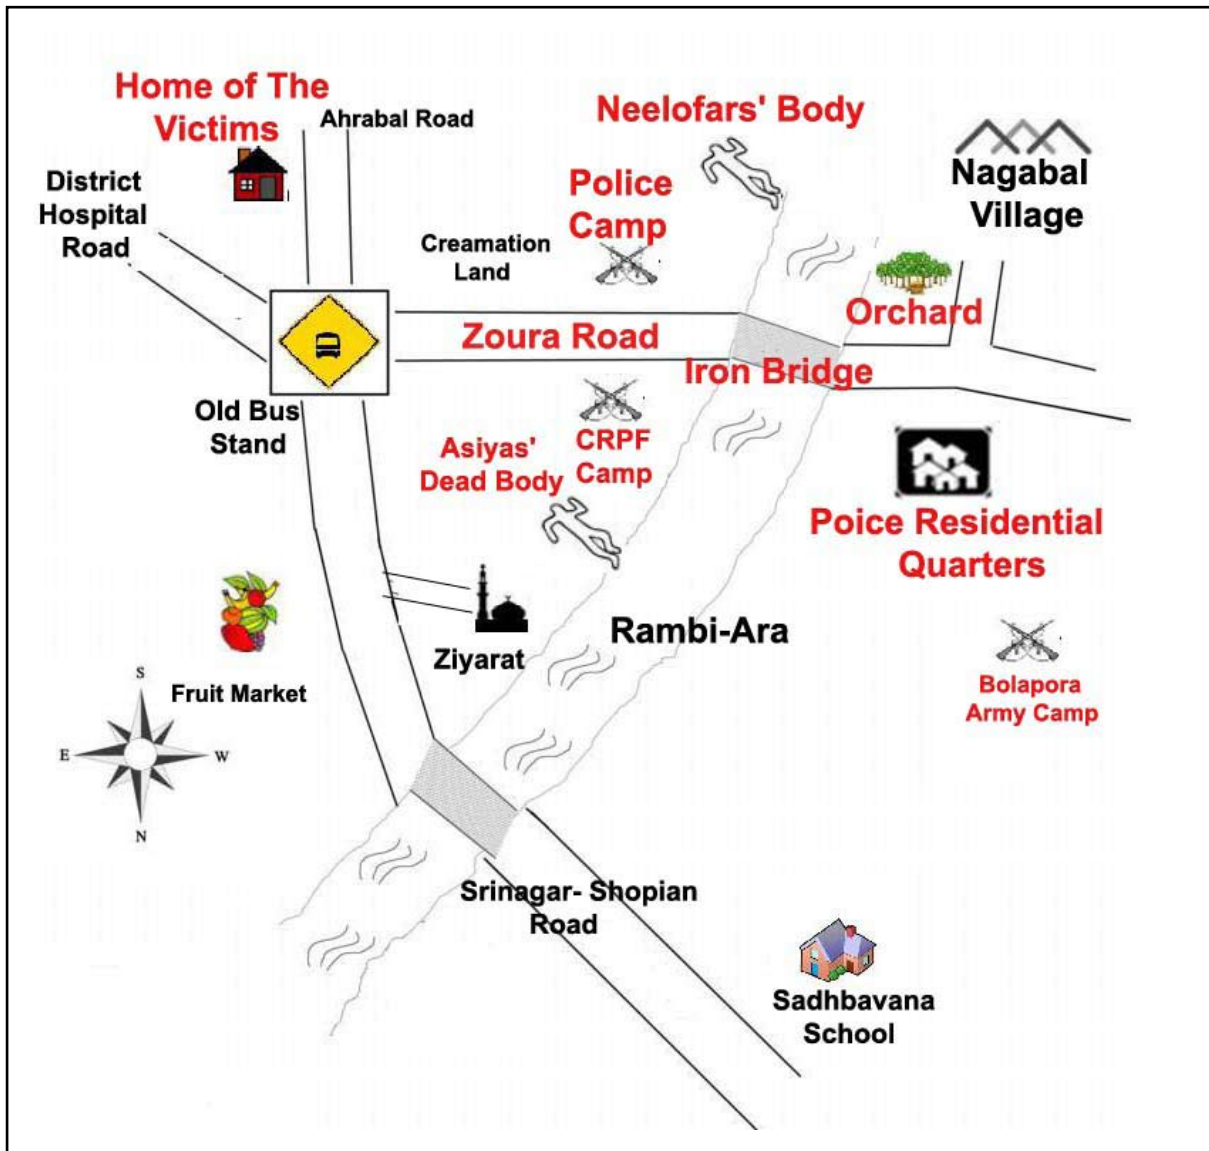 Home of The
Victims
Ahrabal Road
Neelofars' Body
District
Hospital
Road
Police
Camp
Nagabal
Village
Creamation
Land
Orchard
Zoura Road
Iron Bridge
Old Bus
Stand
Asiyas'
Dead Body
CRPF
Camp
Poice Residential
Quarters
Rambi-Ara
Ziyarat
Fruit Market
Bolapora
Army Camp
S
E
W
N
Srinagar- Shopian
Road
Sadhbavana
School